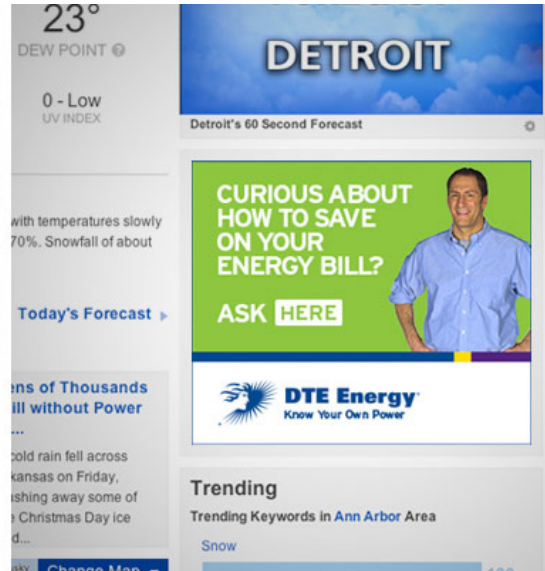 23°
DEW POINT
0 - Low
UV INDEX
with temperatures slowly
70%. Snowfall of about
Today's Forecast
ens of Thousands
ill without Power
...
cold rain fell across
kansas on Friday,
ashing away some of
e Christmas Day ice
d...
Change Map
DETROIT
Detroit's 60 Second Forecast
CURIOUS ABOUT
HOW TO SAVE
ON YOUR
ENERGY BILL?
ASK HERE
DTE Energy
Know Your Own Power
Trending
Trending Keywords in Ann Arbor Area
Snow